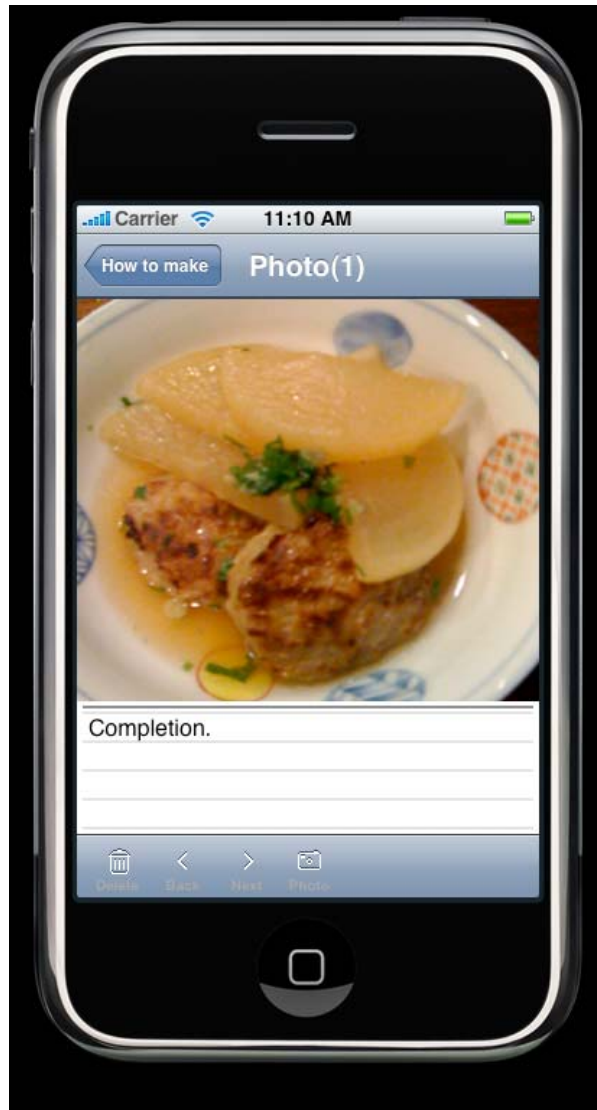 Carrier 11:10 AM
How to make Photo(1)
Completion.
Delete Back Next Photo